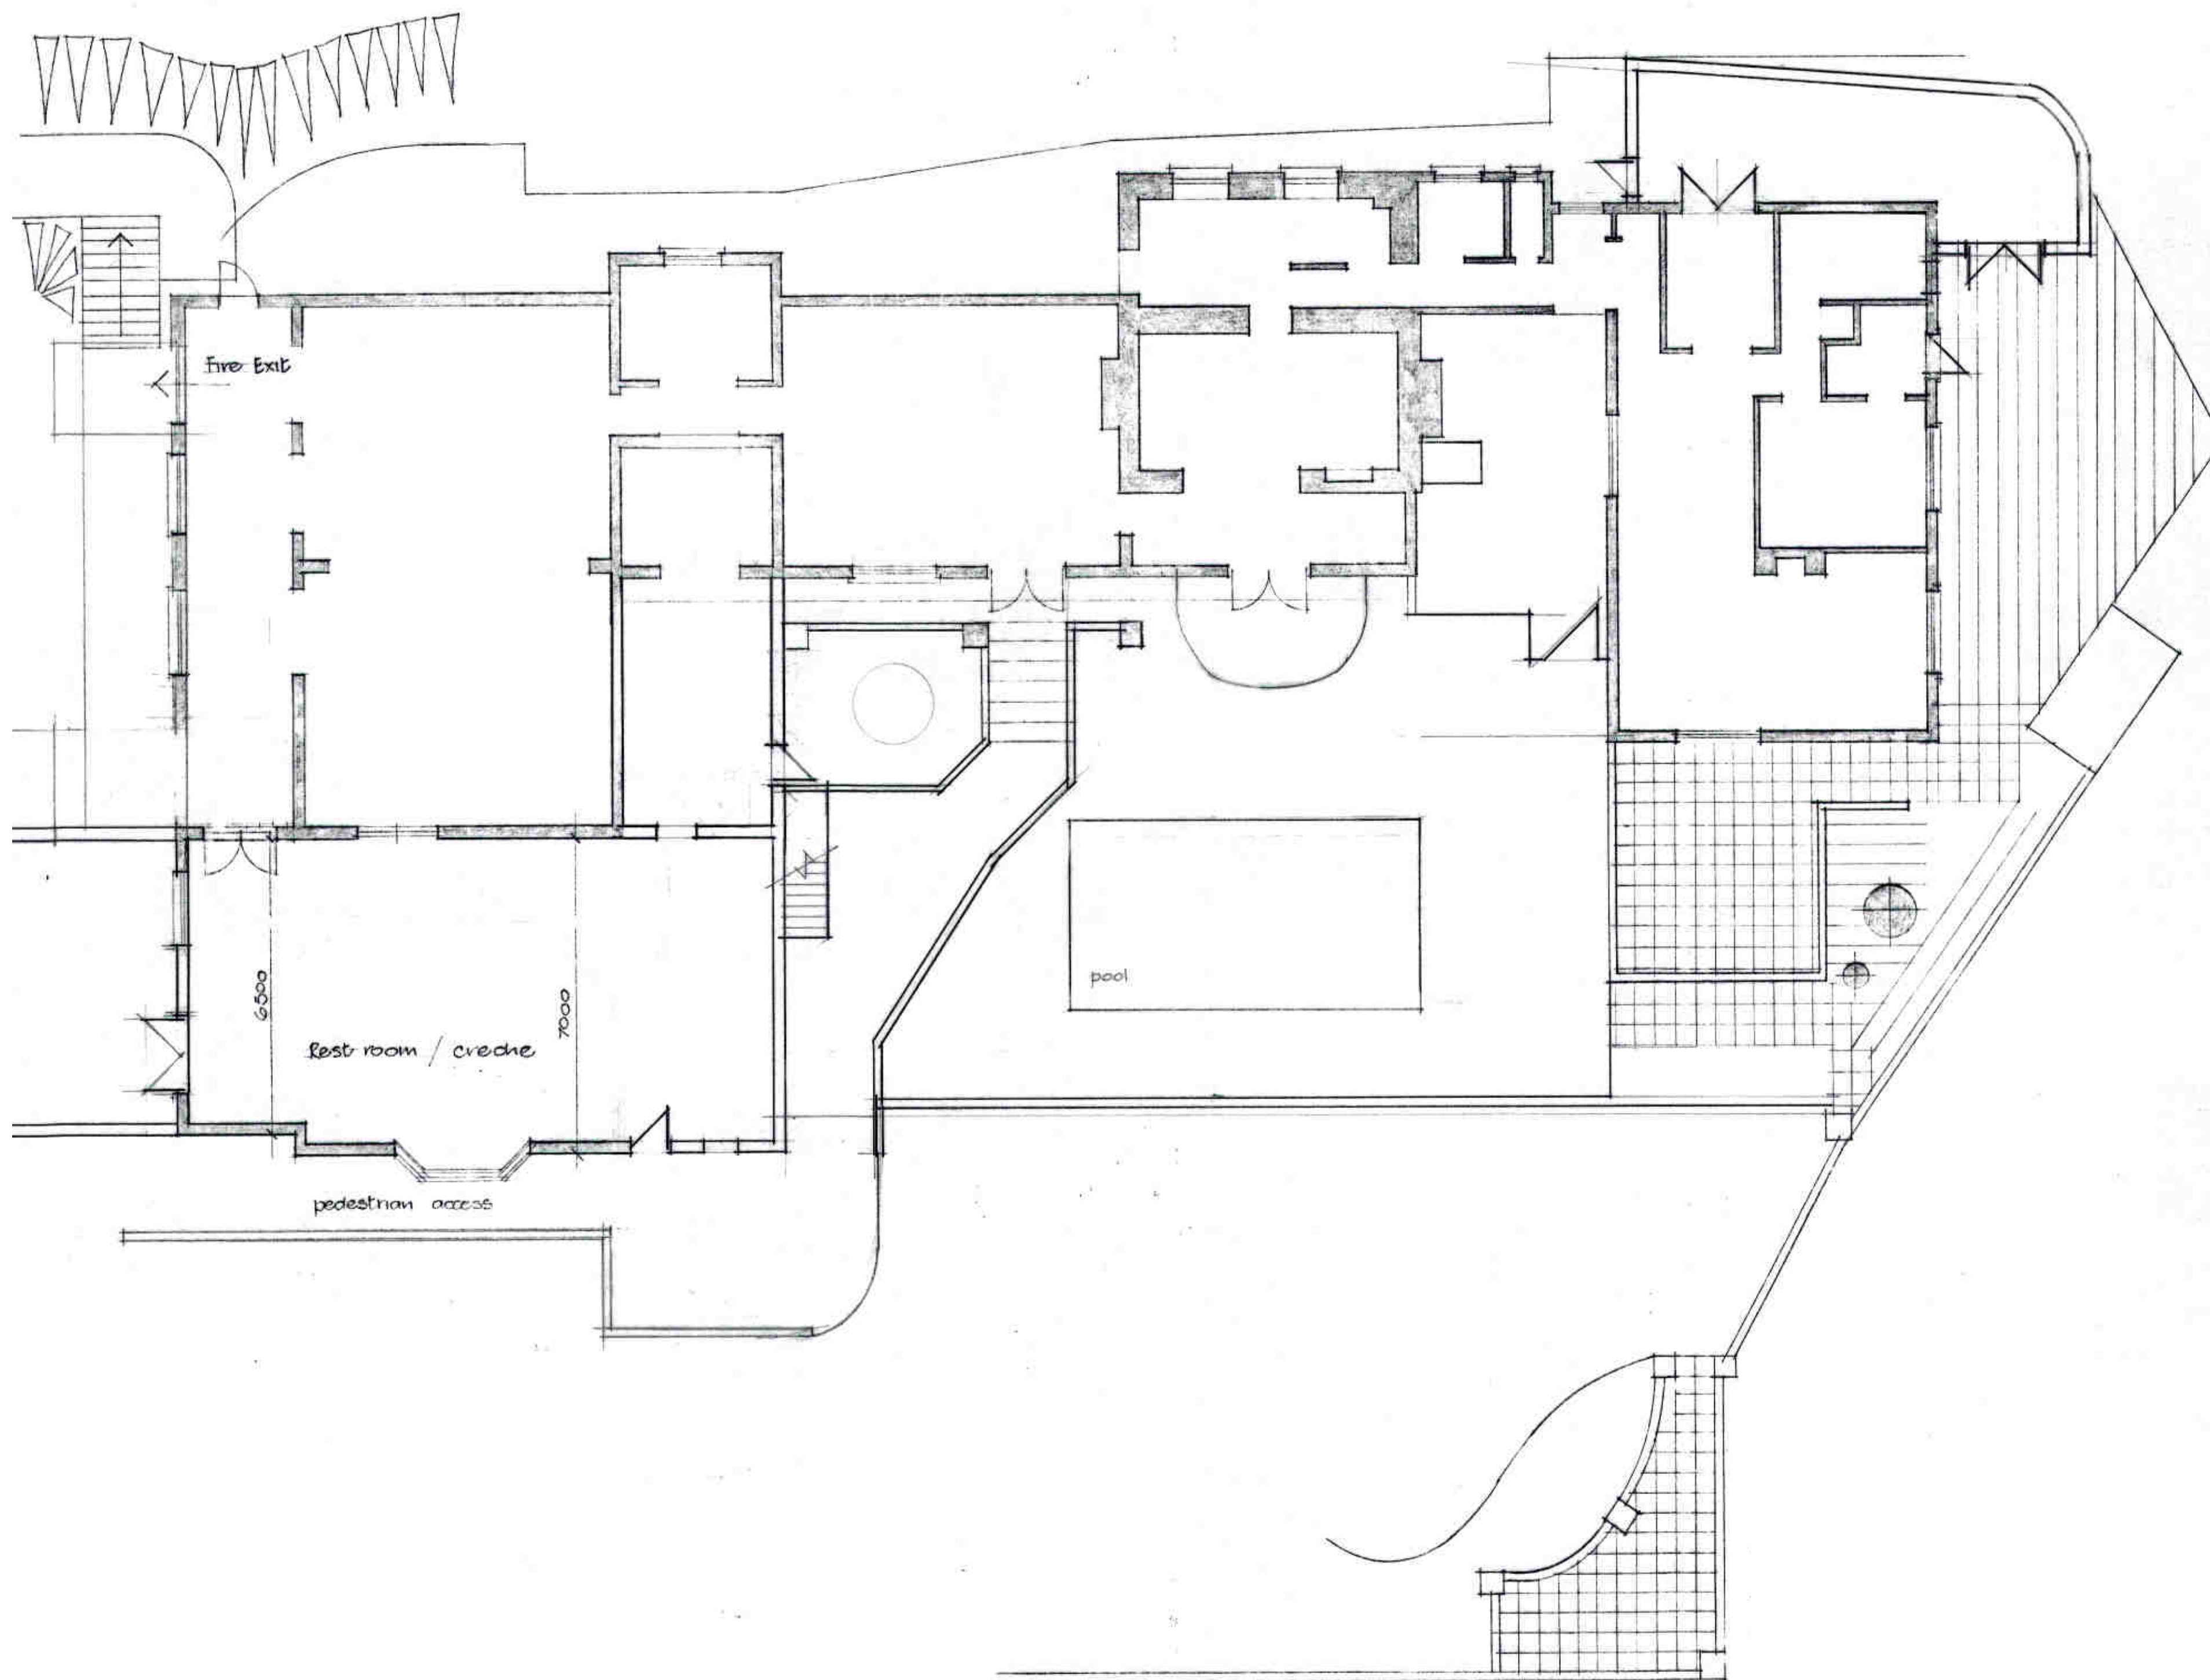 Fire Exit
6500
7000
Rest room / creche
pool
pedestrian access